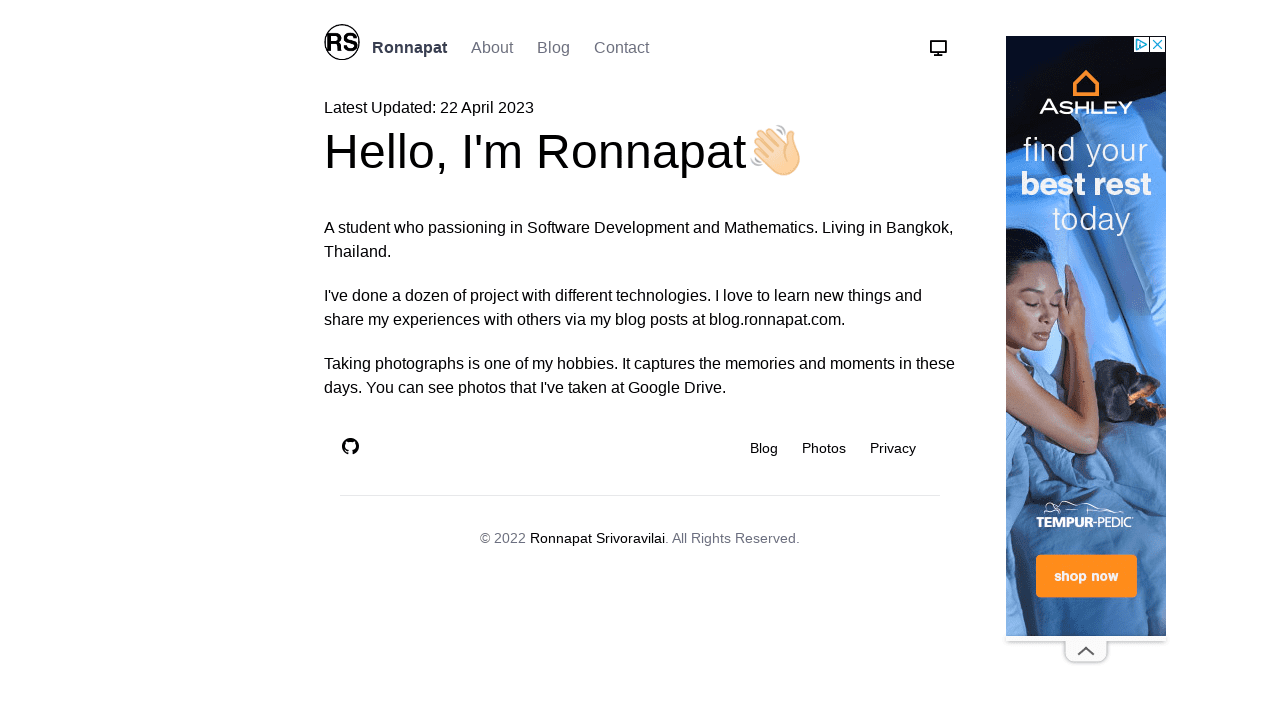 RS
Ronnapat About Blog Contact
Latest Updated: 22 April 2023
Hello, I'm Ronnapat👋🏻
A student who passioning in Software Development and Mathematics. Living in Bangkok,
Thailand.
I've done a dozen of project with different technologies. I love to learn new things and
share my experiences with others via my blog posts at blog.ronnapat.com.
Taking photographs is one of my hobbies. It captures the memories and moments in these
days. You can see photos that I've taken at Google Drive.
Blog Photos Privacy
© 2022 Ronnapat Srivoravilai. All Rights Reserved.
ASHLEY
find your
best rest
today
TEMPUR-PEDIC
shop now